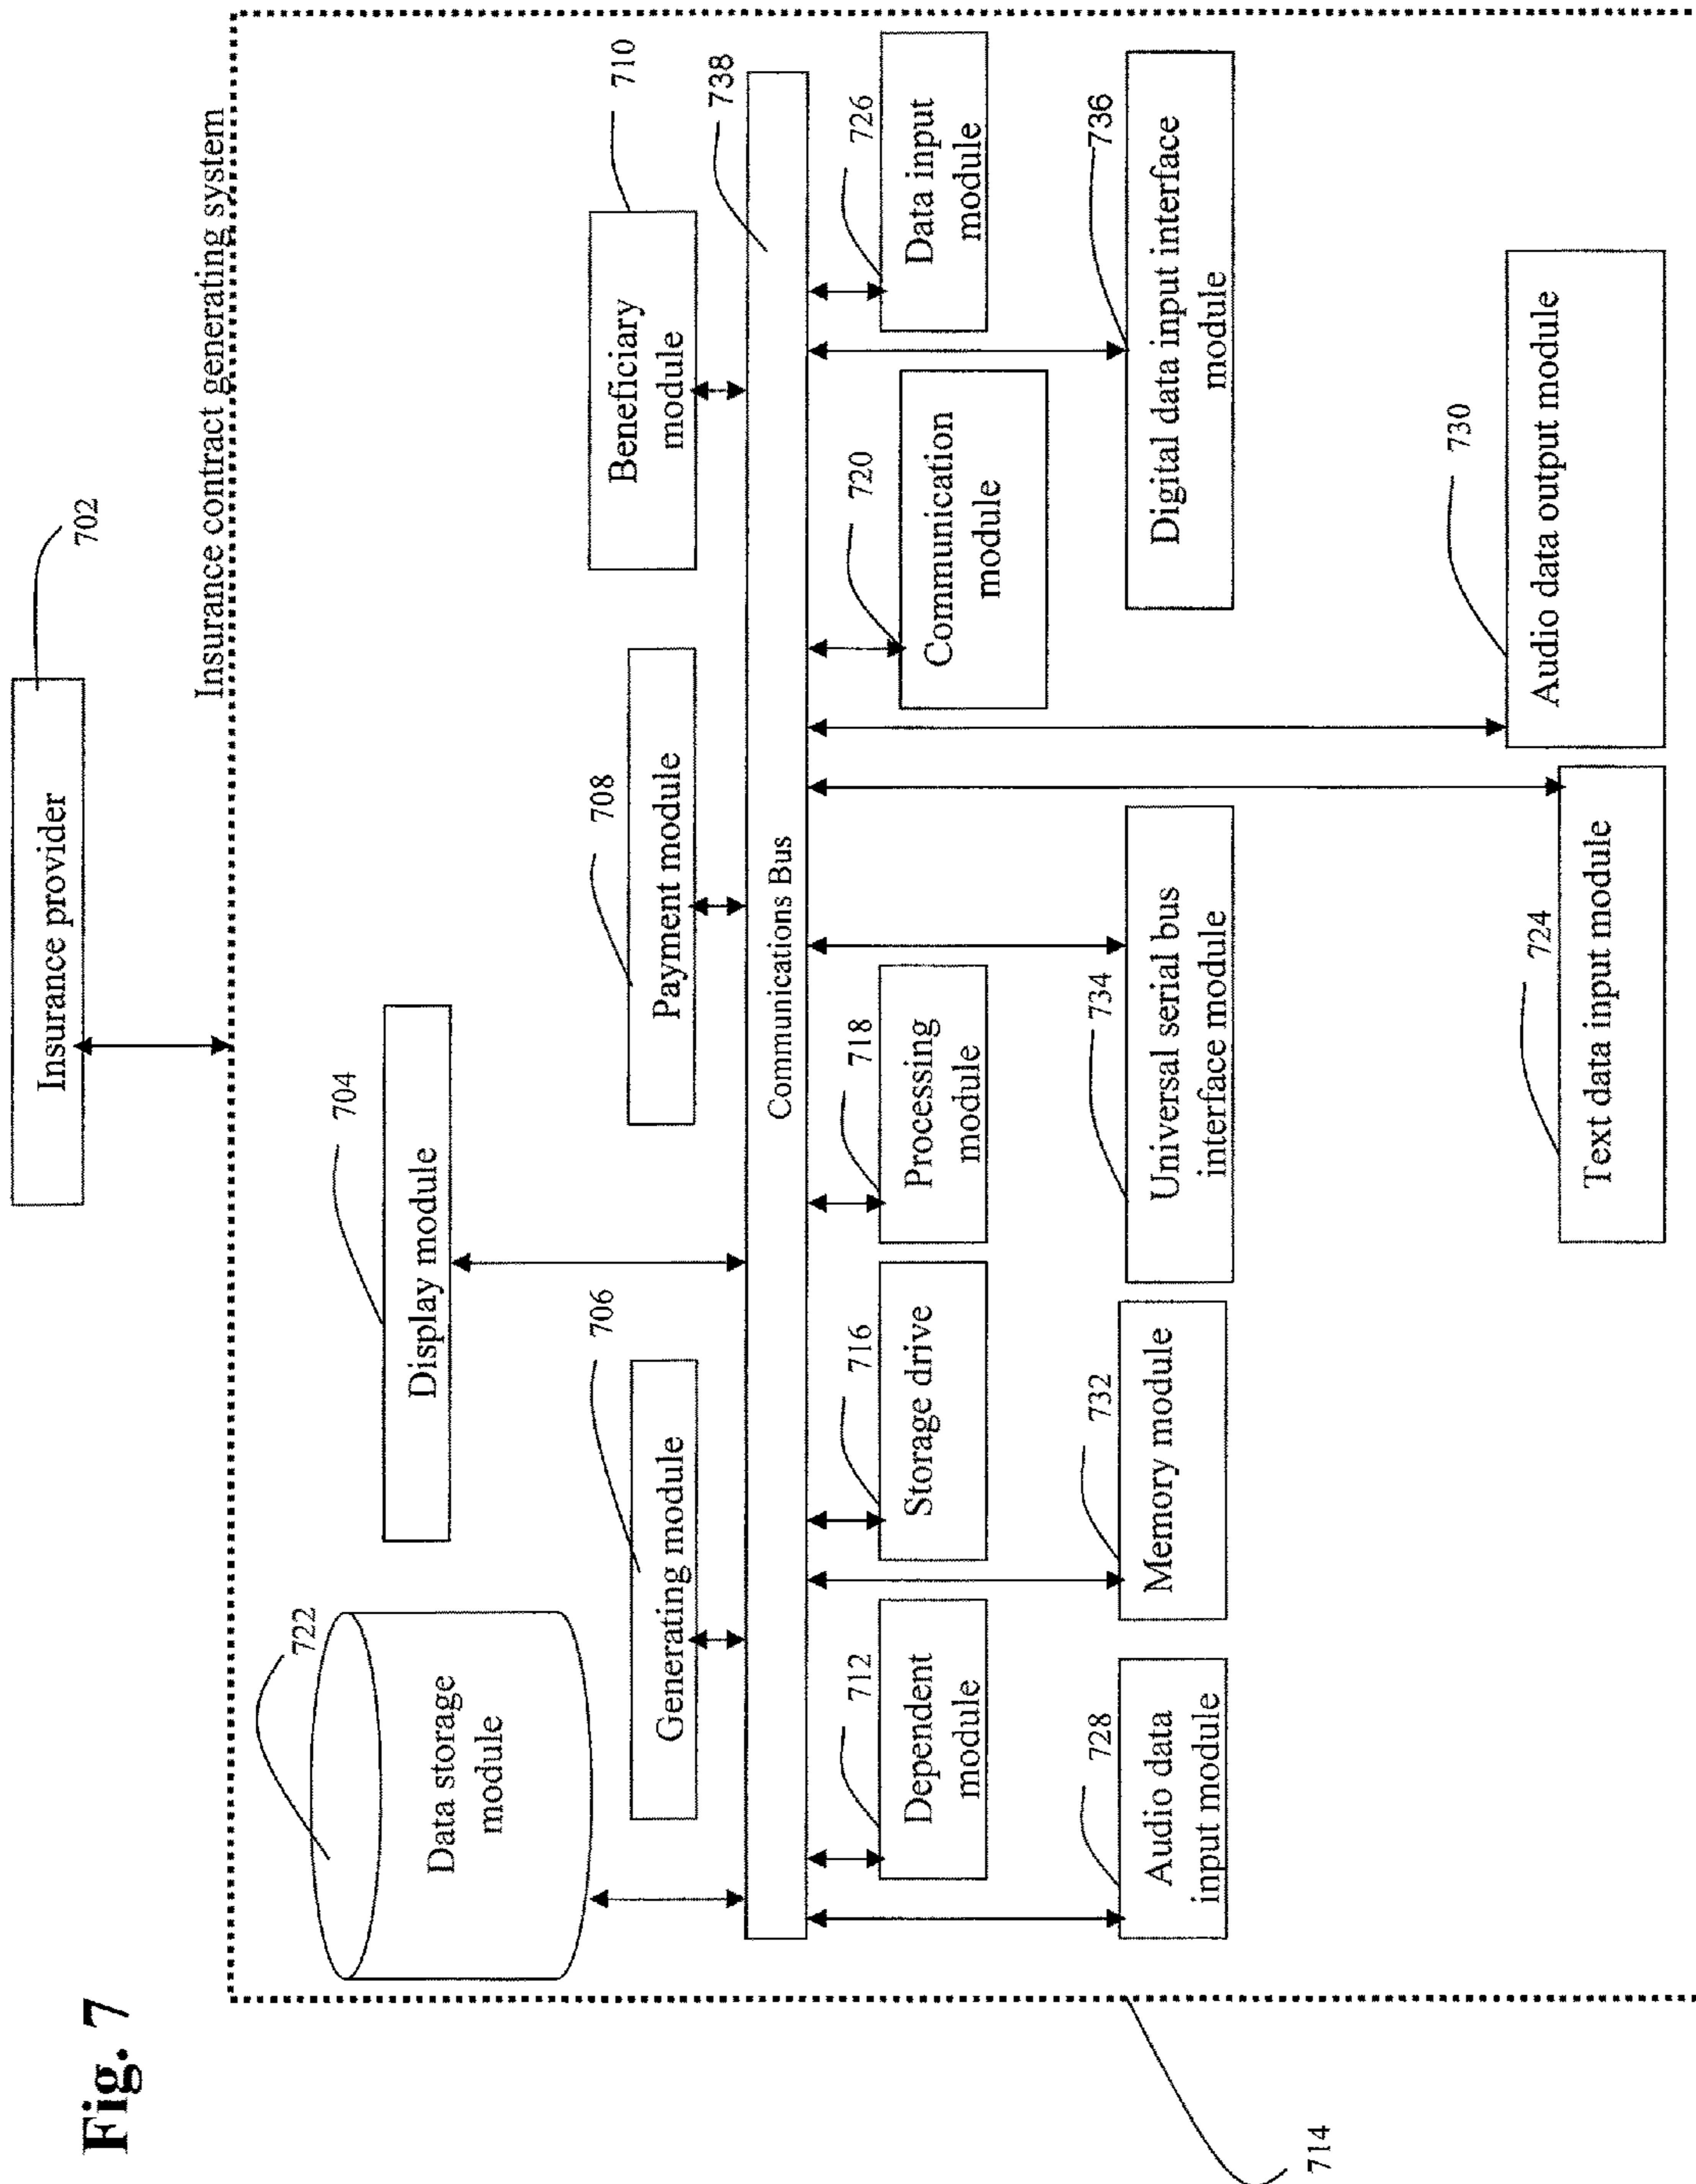 Fig. 7
Insurance provider
702
Insurance contract generating system
722
Data storage
module
704
Display module
706
Generating module
708
Payment module
710
Beneficiary
module
738
Communications Bus
712
Dependent
module
716
Storage drive
718
Processing
module
720
Communication
module
726
Data input
module
728
Audio data
input module
732
Memory module
734
Universal serial bus
interface module
736
Digital data input interface
module
724
Text data input module
730
Audio data output module
714